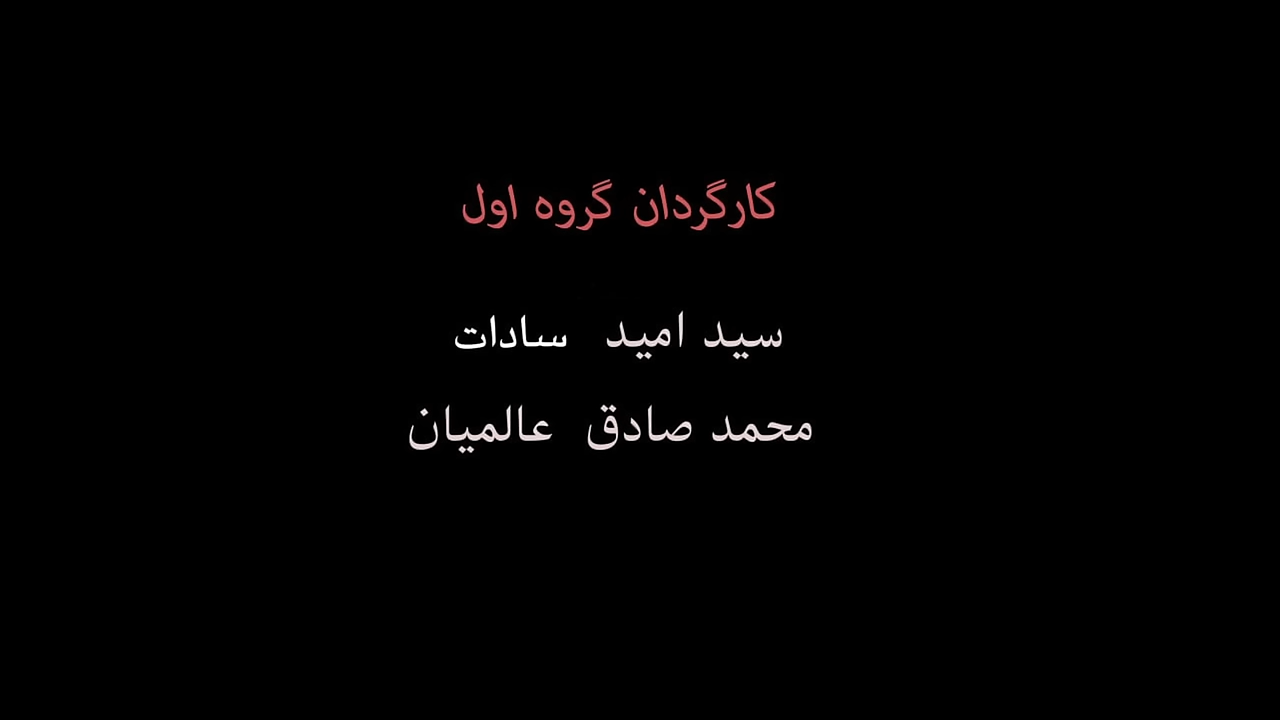 کارگردان گروه اول
سید امید سادات
محمد صادق عالمیان